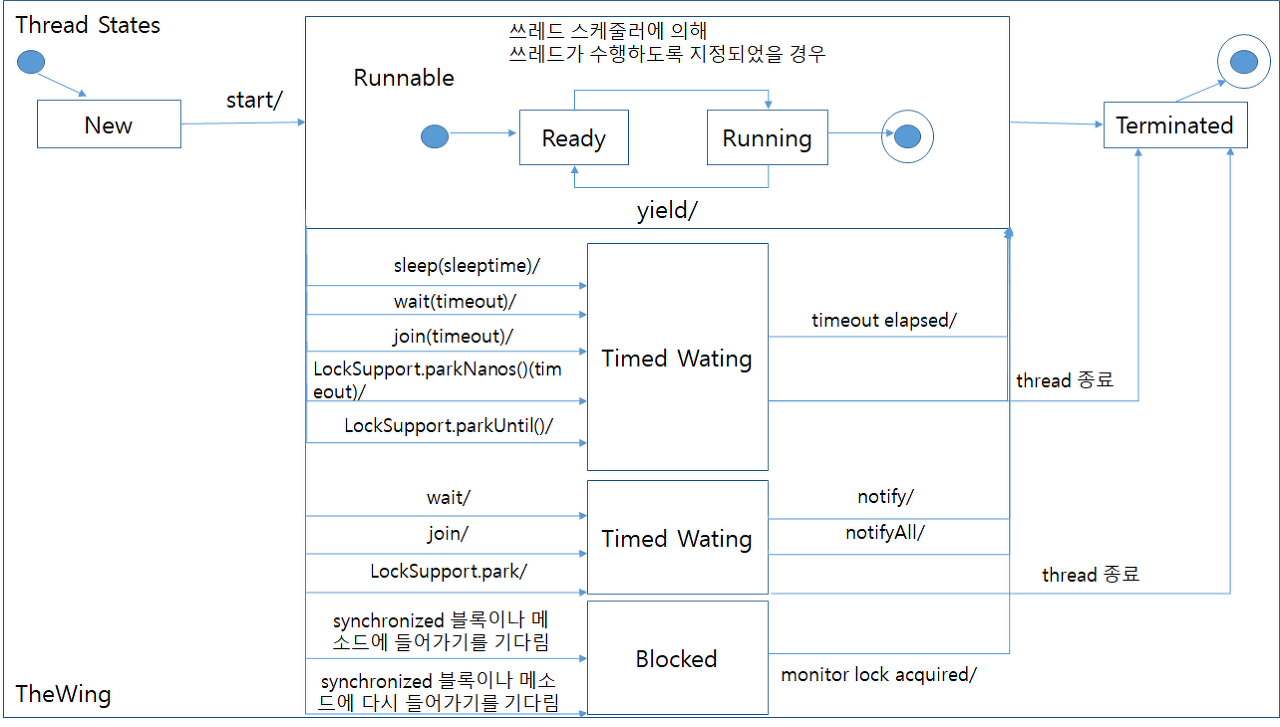 Thread States
쓰레드 스케줄러에 의해
쓰레드가 수행하도록 지정되었을 경우
Runnable
start/
New
Ready
Running
Terminated
yield/
sleep(sleeptime)/
wait(timeout)/
join(timeout)/
LockSupport.parkNanos()(tim
eout)/
LockSupport.parkUntil()/
Timed Wating
timeout elapsed/
thread 종료
wait/
join/
LockSupport.park/
Timed Wating
notify/
notifyAll/
thread 종료
synchronized 블록이나 메
소드에 들어가기를 기다림
synchronized 블록이나 메소
드에 다시 들어가기를 기다림
Blocked
monitor lock acquired/
TheWing